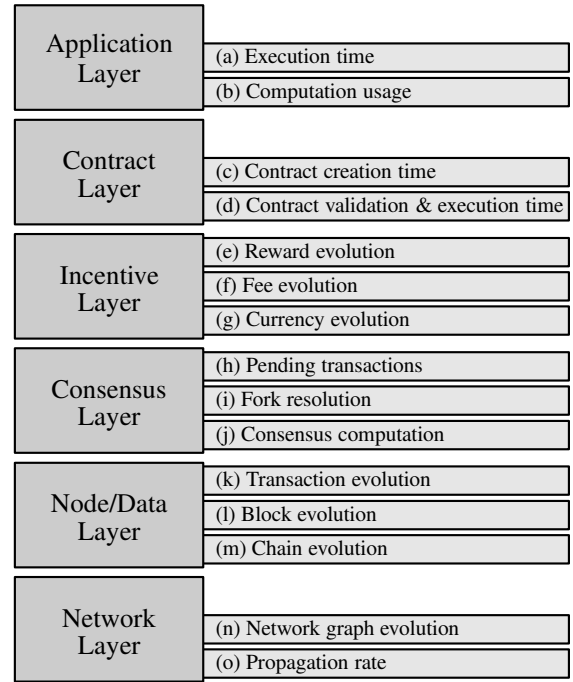 Application
Layer
(a) Execution time
(b) Computation usage
Contract
Layer
(c) Contract creation time
(d) Contract validation & execution time
Incentive
Layer
(e) Reward evolution
(f) Fee evolution
(g) Currency evolution
Consensus
Layer
(h) Pending transactions
(i) Fork resolution
(j) Consensus computation
Node/Data
Layer
(k) Transaction evolution
(l) Block evolution
(m) Chain evolution
Network
Layer
(n) Network graph evolution
(o) Propagation rate